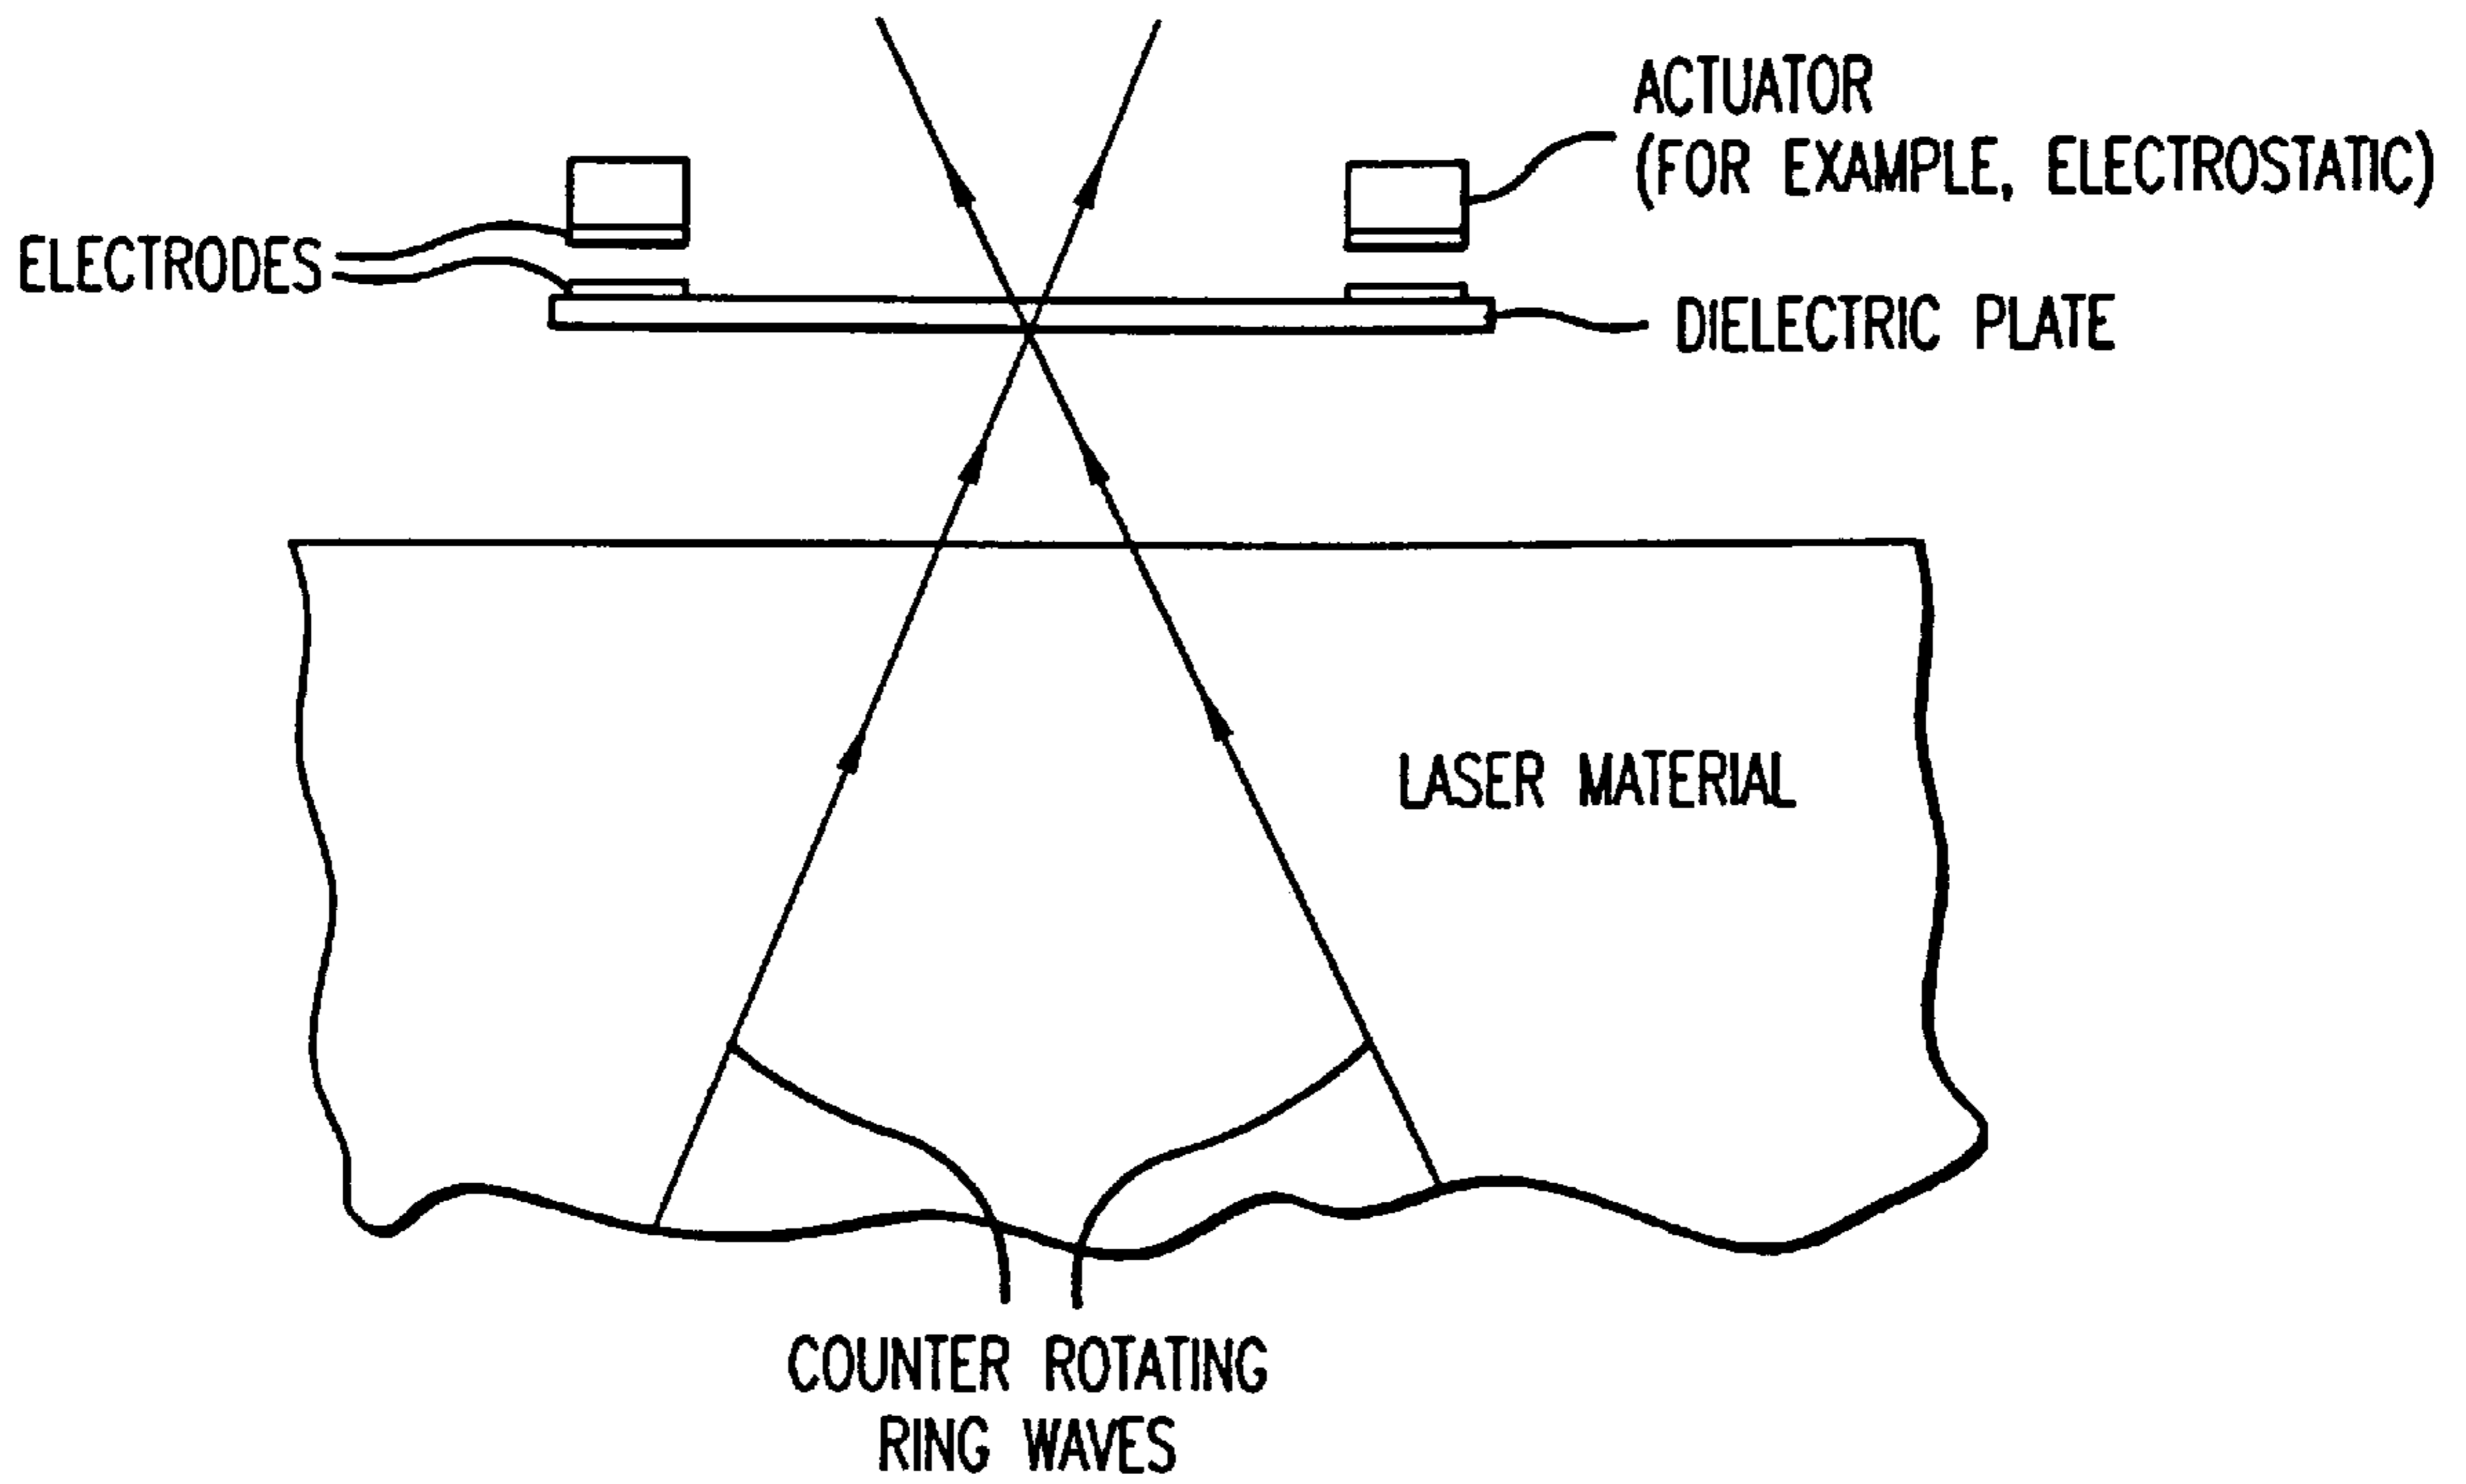 ACTUATOR
(FOR EXAMPLE, ELECTROSTATIC)
ELECTRODES
DIELECTRIC PLATE
LASER MATERIAL
COUNTER ROTATING
RING WAVES